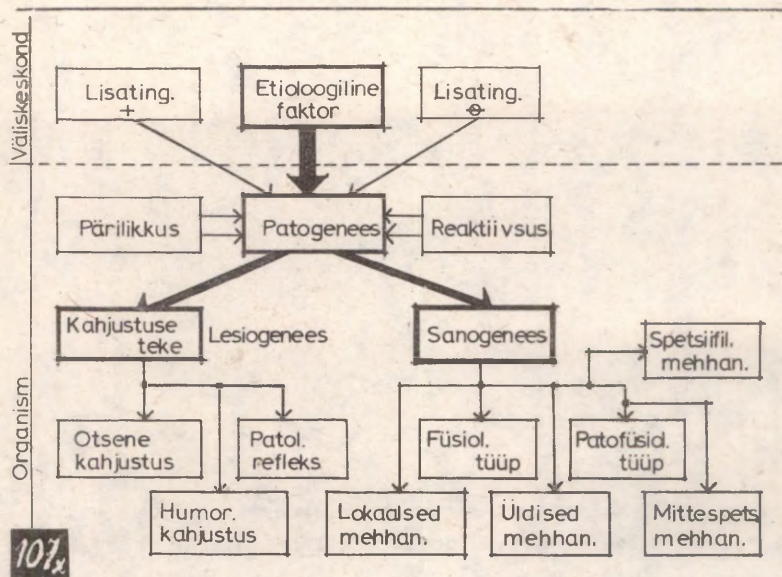 Väliskeskond
Lisating.
+
Etioloogiline
faktor
Lisating.
⊖
Pärilikkus
Patogenees
Reaktiivsus
Kahjustuse
teke
Lesiogenees
Sanogenees
Spetsiifil.
mehhan.
Organism
Otsene
kahjustus
Patol.
refleks
Füsiol.
tüüp
Patofüsiol.
tüüp
Humor.
kahjustus
Lokaalsed
mehhan.
Üldised
mehhan.
Mittespets.
mehhan.
107x